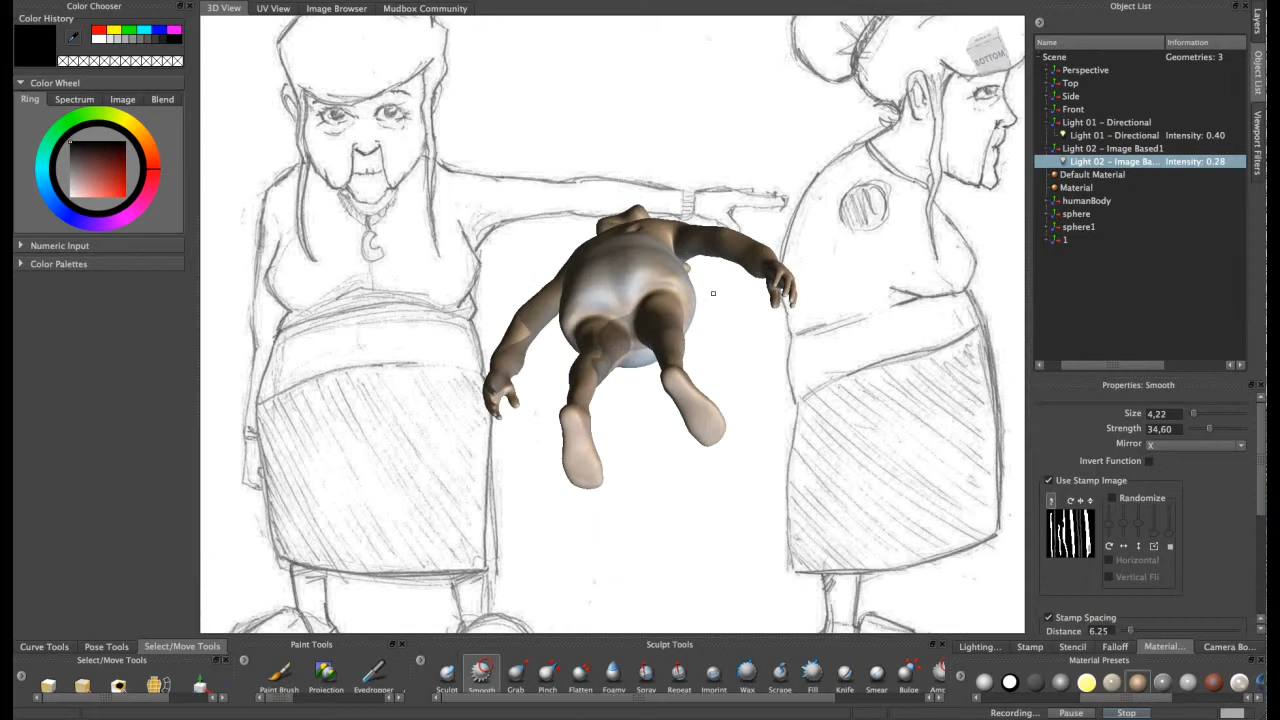 Color Chooser
Color History
Color Wheel
Ring Spectrum Image Blend
Numeric Input
Color Palettes
3D View UV View Image Browser Mudbox Community
BOTTOM
Object List
Name Information
Scene Geometries: 3
Perspective
Top
Side
Front
Light 01 – Directional
Light 01 – Directional Intensity: 0.40
Light 02 – Image Based1
Light 02 – Image Ba... Intensity: 0.28
Default Material
Material
humanBody
sphere
sphere1
1
Layers
Object List
Viewport Filters
Properties: Smooth
Size 4,22
Strength 34,60
Mirror X
Invert Function
Use Stamp Image
Randomize
Horizontal
Vertical Fli
Stamp Spacing
Distance 6.25
Curve Tools Pose Tools Select/Move Tools
Select/Move Tools
Paint Tools
Paint Brush Projection Eyedropper
Sculpt Tools
Sculpt Smooth Grab Pinch Flatten Foamy Spray Repeat Imprint Wax Scrape Fill Knife Smear Bulge Amp
Lighting... Stamp Stencil Falloff Material... Camera Bo...
Material Presets
Recording... Pause Stop